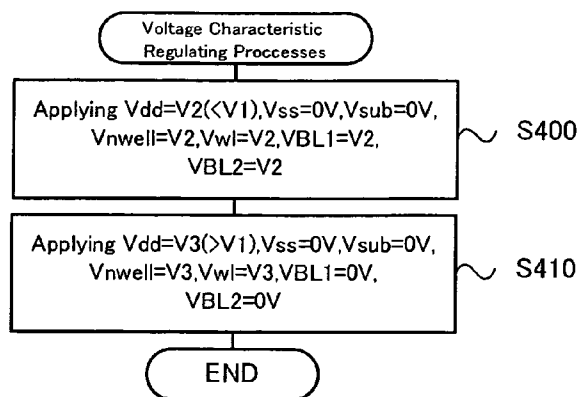 Voltage Characteristic
Regulating Proccesses
Applying Vdd=V2(<V1),Vss=0V,Vsub=0V,
Vnwell=V2,Vwl=V2,VBL1=V2,
VBL2=V2
S400
Applying Vdd=V3(>V1),Vss=0V,Vsub=0V,
Vnwell=V3,Vwl=V3,VBL1=0V,
VBL2=0V
S410
END